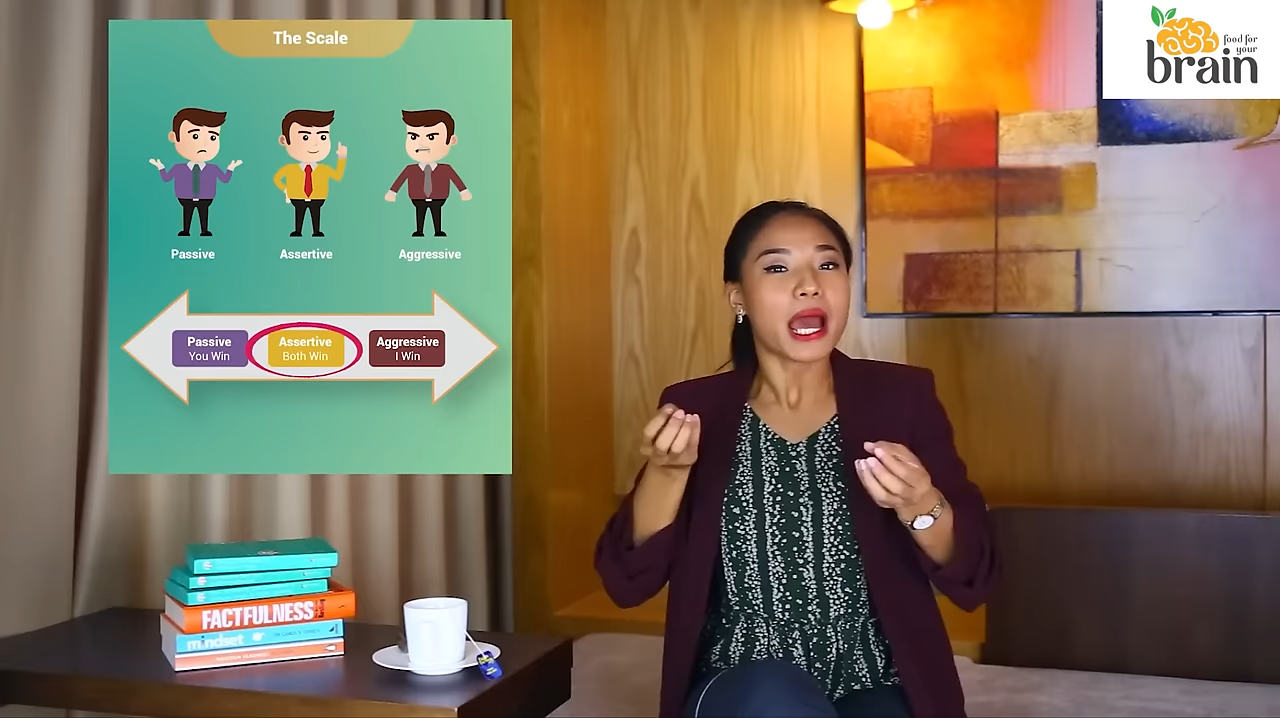 The Scale
Passive
Assertive
Aggressive
Passive
You Win
Assertive
Both Win
Aggressive
I Win
food for
your
brain
FACTFULNESS
mindset